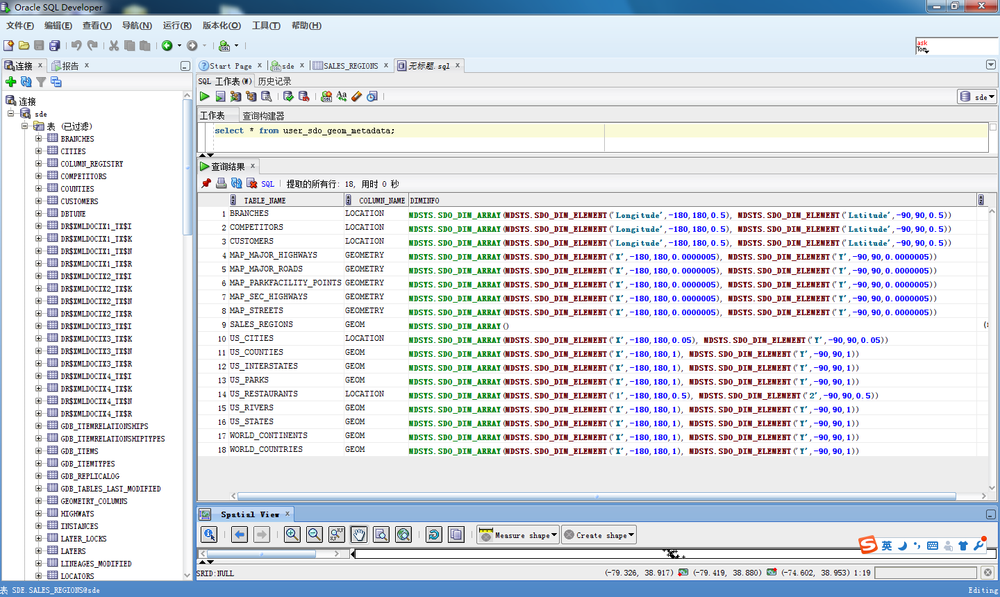 Oracle SQL Developer
文件(F) 编辑(E) 查看(V) 导航(N) 运行(R) 版本化(O) 工具(T) 帮助(H)
ask
Tom
连接 x 报告 x
Start Page x sde x SALES_REGIONS x 无标题.sql x
SQL 工作表(W) 历史记录
sde
工作表 查询构建器
select * from user_sdo_geom_metadata;
连接
sde
表 (已过滤)
BRANCHES
CITIES
COLUMN_REGISTRY
COMPETITORS
COUNTIES
CUSTOMERS
DBTUNE
DR$XMLDOCIX1_TX$I
DR$XMLDOCIX1_TX$K
DR$XMLDOCIX1_TX$N
DR$XMLDOCIX1_TX$R
DR$XMLDOCIX2_TX$I
DR$XMLDOCIX2_TX$K
DR$XMLDOCIX2_TX$N
DR$XMLDOCIX2_TX$R
DR$XMLDOCIX3_TX$I
DR$XMLDOCIX3_TX$K
DR$XMLDOCIX3_TX$N
DR$XMLDOCIX3_TX$R
DR$XMLDOCIX4_TX$I
DR$XMLDOCIX4_TX$K
DR$XMLDOCIX4_TX$N
DR$XMLDOCIX4_TX$R
GDB_ITEMRELATIONSHIPS
GDB_ITEMRELATIONSHIPTYPES
GDB_ITEMS
GDB_ITEMTYPES
GDB_REPLICALOG
GDB_TABLES_LAST_MODIFIED
GEOMETRY_COLUMNS
HIGHWAYS
INSTANCES
LAYER_LOCKS
LAYERS
LINEAGES_MODIFIED
LOCATORS
查询结果 x
SQL | 提取的所有行: 18, 用时 0 秒
TABLE_NAME COLUMN_NAME DIMINFO
1 BRANCHES LOCATION MDSYS.SDO_DIM_ARRAY(MDSYS.SDO_DIM_ELEMENT('Longitude',-180,180,0.5), MDSYS.SDO_DIM_ELEMENT('Latitude',-90,90,0.5))
2 COMPETITORS LOCATION MDSYS.SDO_DIM_ARRAY(MDSYS.SDO_DIM_ELEMENT('Longitude',-180,180,0.5), MDSYS.SDO_DIM_ELEMENT('Latitude',-90,90,0.5))
3 CUSTOMERS LOCATION MDSYS.SDO_DIM_ARRAY(MDSYS.SDO_DIM_ELEMENT('Longitude',-180,180,0.5), MDSYS.SDO_DIM_ELEMENT('Latitude',-90,90,0.5))
4 MAP_MAJOR_HIGHWAYS GEOMETRY MDSYS.SDO_DIM_ARRAY(MDSYS.SDO_DIM_ELEMENT('X',-180,180,0.0000005), MDSYS.SDO_DIM_ELEMENT('Y',-90,90,0.0000005))
5 MAP_MAJOR_ROADS GEOMETRY MDSYS.SDO_DIM_ARRAY(MDSYS.SDO_DIM_ELEMENT('X',-180,180,0.0000005), MDSYS.SDO_DIM_ELEMENT('Y',-90,90,0.0000005))
6 MAP_PARKFACILITY_POINTS GEOMETRY MDSYS.SDO_DIM_ARRAY(MDSYS.SDO_DIM_ELEMENT('X',-180,180,0.0000005), MDSYS.SDO_DIM_ELEMENT('Y',-90,90,0.0000005))
7 MAP_SEC_HIGHWAYS GEOMETRY MDSYS.SDO_DIM_ARRAY(MDSYS.SDO_DIM_ELEMENT('X',-180,180,0.0000005), MDSYS.SDO_DIM_ELEMENT('Y',-90,90,0.0000005))
8 MAP_STREETS GEOMETRY MDSYS.SDO_DIM_ARRAY(MDSYS.SDO_DIM_ELEMENT('X',-180,180,0.0000005), MDSYS.SDO_DIM_ELEMENT('Y',-90,90,0.0000005))
9 SALES_REGIONS GEOM MDSYS.SDO_DIM_ARRAY()
10 US_CITIES LOCATION MDSYS.SDO_DIM_ARRAY(MDSYS.SDO_DIM_ELEMENT('X',-180,180,0.05), MDSYS.SDO_DIM_ELEMENT('Y',-90,90,0.05))
11 US_COUNTIES GEOM MDSYS.SDO_DIM_ARRAY(MDSYS.SDO_DIM_ELEMENT('X',-180,180,1), MDSYS.SDO_DIM_ELEMENT('Y',-90,90,1))
12 US_INTERSTATES GEOM MDSYS.SDO_DIM_ARRAY(MDSYS.SDO_DIM_ELEMENT('X',-180,180,1), MDSYS.SDO_DIM_ELEMENT('Y',-90,90,1))
13 US_PARKS GEOM MDSYS.SDO_DIM_ARRAY(MDSYS.SDO_DIM_ELEMENT('X',-180,180,1), MDSYS.SDO_DIM_ELEMENT('Y',-90,90,1))
14 US_RESTAURANTS LOCATION MDSYS.SDO_DIM_ARRAY(MDSYS.SDO_DIM_ELEMENT('1',-180,180,0.5), MDSYS.SDO_DIM_ELEMENT('2',-90,90,0.5))
15 US_RIVERS GEOM MDSYS.SDO_DIM_ARRAY(MDSYS.SDO_DIM_ELEMENT('X',-180,180,1), MDSYS.SDO_DIM_ELEMENT('Y',-90,90,1))
16 US_STATES GEOM MDSYS.SDO_DIM_ARRAY(MDSYS.SDO_DIM_ELEMENT('X',-180,180,1), MDSYS.SDO_DIM_ELEMENT('Y',-90,90,1))
17 WORLD_CONTINENTS GEOM MDSYS.SDO_DIM_ARRAY(MDSYS.SDO_DIM_ELEMENT('X',-180,180,1), MDSYS.SDO_DIM_ELEMENT('Y',-90,90,1))
18 WORLD_COUNTRIES GEOM MDSYS.SDO_DIM_ARRAY(MDSYS.SDO_DIM_ELEMENT('X',-180,180,1), MDSYS.SDO_DIM_ELEMENT('Y',-90,90,1))
Spatial View x
Measure shape Create shape
英
SRID:NULL (-79.326, 38.917) (-79.419, 38.880) (-74.602, 38.953) 1:19
表 SDE.SALES_REGIONS@sde Editing